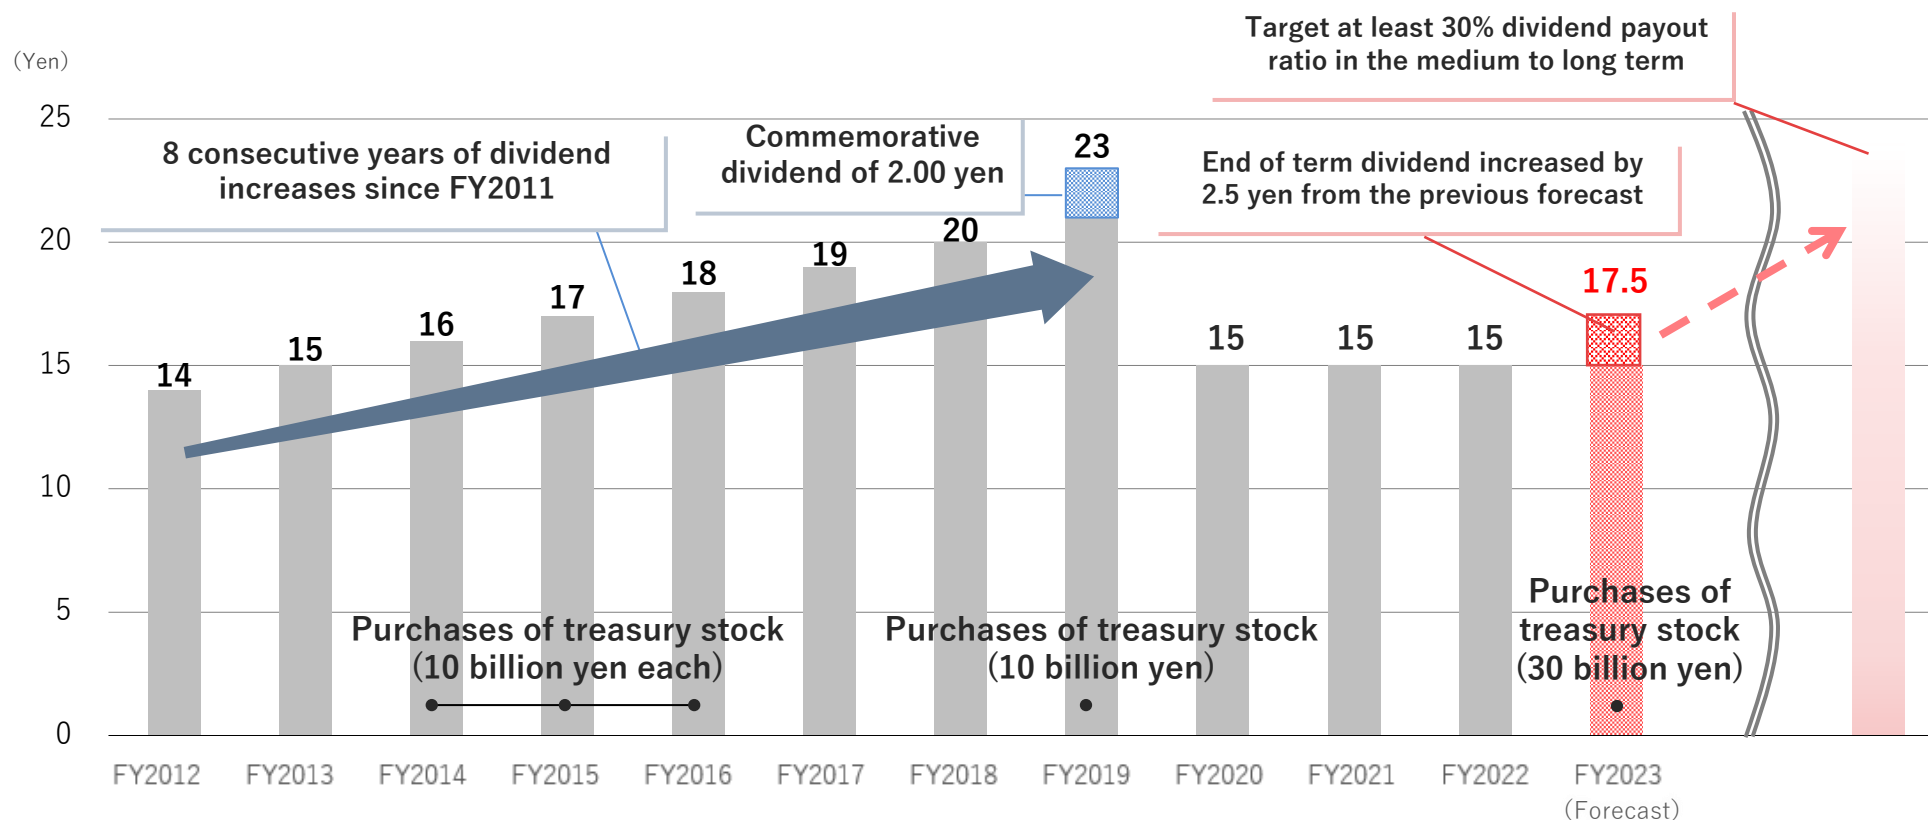 Target at least 30% dividend payout
ratio in the medium to long term
(Yen)
25
8 consecutive years of dividend
increases since FY2011
Commemorative
dividend of 2.00 yen
23
End of term dividend increased by
2.5 yen from the previous forecast
20
14
15
16
17
18
19
20
15
15
15
17.5
15
10
5
0
Purchases of treasury stock
(10 billion yen each)
Purchases of treasury stock
(10 billion yen)
Purchases of
treasury stock
(30 billion yen)
FY2012
FY2013
FY2014
FY2015
FY2016
FY2017
FY2018
FY2019
FY2020
FY2021
FY2022
FY2023
(Forecast)